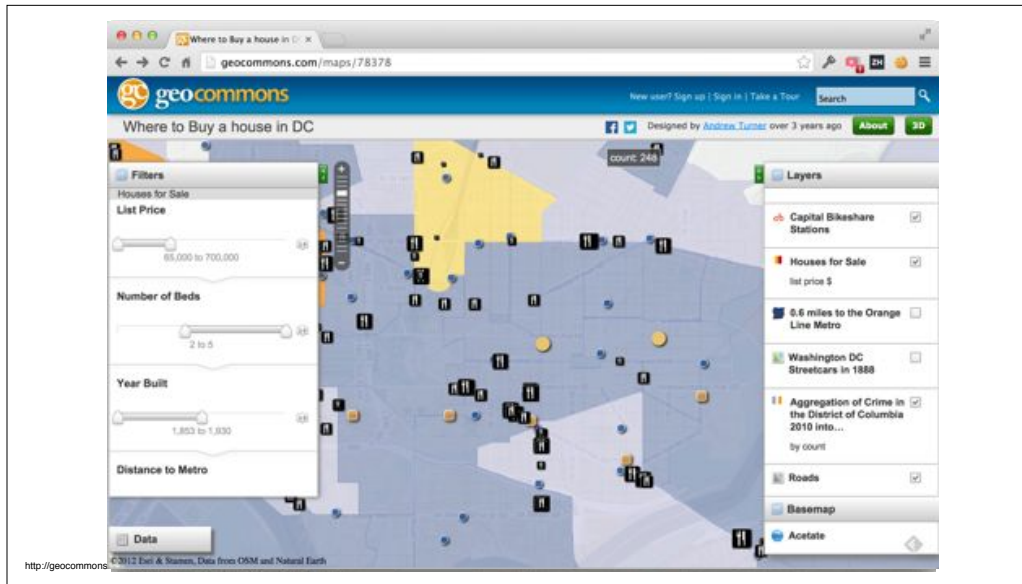 Where to Buy a house in DC
geocommons.com/maps/78378
ZH
gc geocommons
New user? Sign up | Sign in | Take a Tour
Search
Where to Buy a house in DC
Designed by Andrew Turner over 3 years ago
About
3D
count: 248
Filters
Houses for Sale
List Price
65,000 to 700,000
Number of Beds
2 to 5
Year Built
1,853 to 1,930
Distance to Metro
Data
Layers
Capital Bikeshare
Stations
Houses for Sale
list price $
0.6 miles to the Orange
Line Metro
Washington DC
Streetcars in 1888
Aggregation of Crime in
the District of Columbia
2010 into...
by count
Roads
Basemap
Acetate
©2012 Esri & Stamen, Data from OSM and Natural Earth
http://geocommons